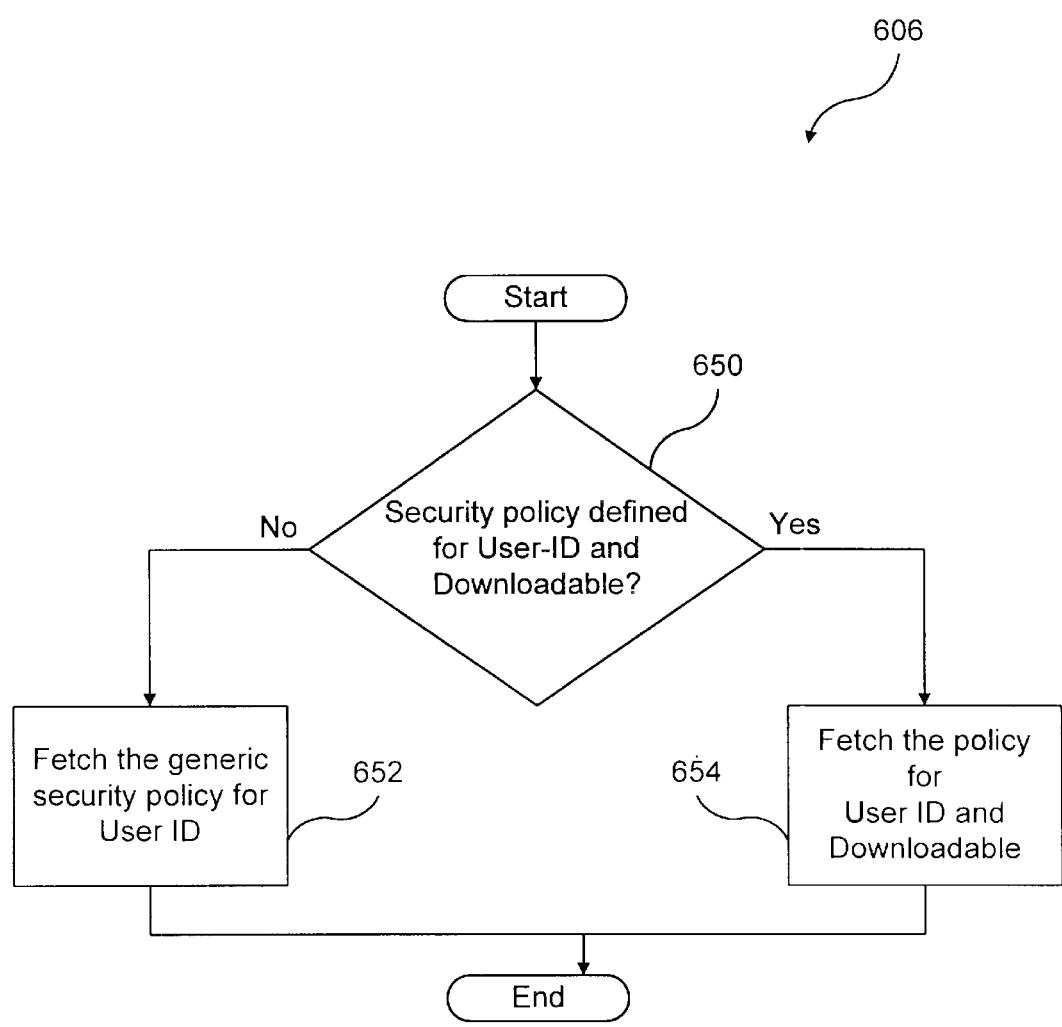 606
Start
650
Security policy defined
for User-ID and
Downloadable?
No
Yes
Fetch the generic
security policy for
User ID
652
654
Fetch the policy
for
User ID and
Downloadable
End